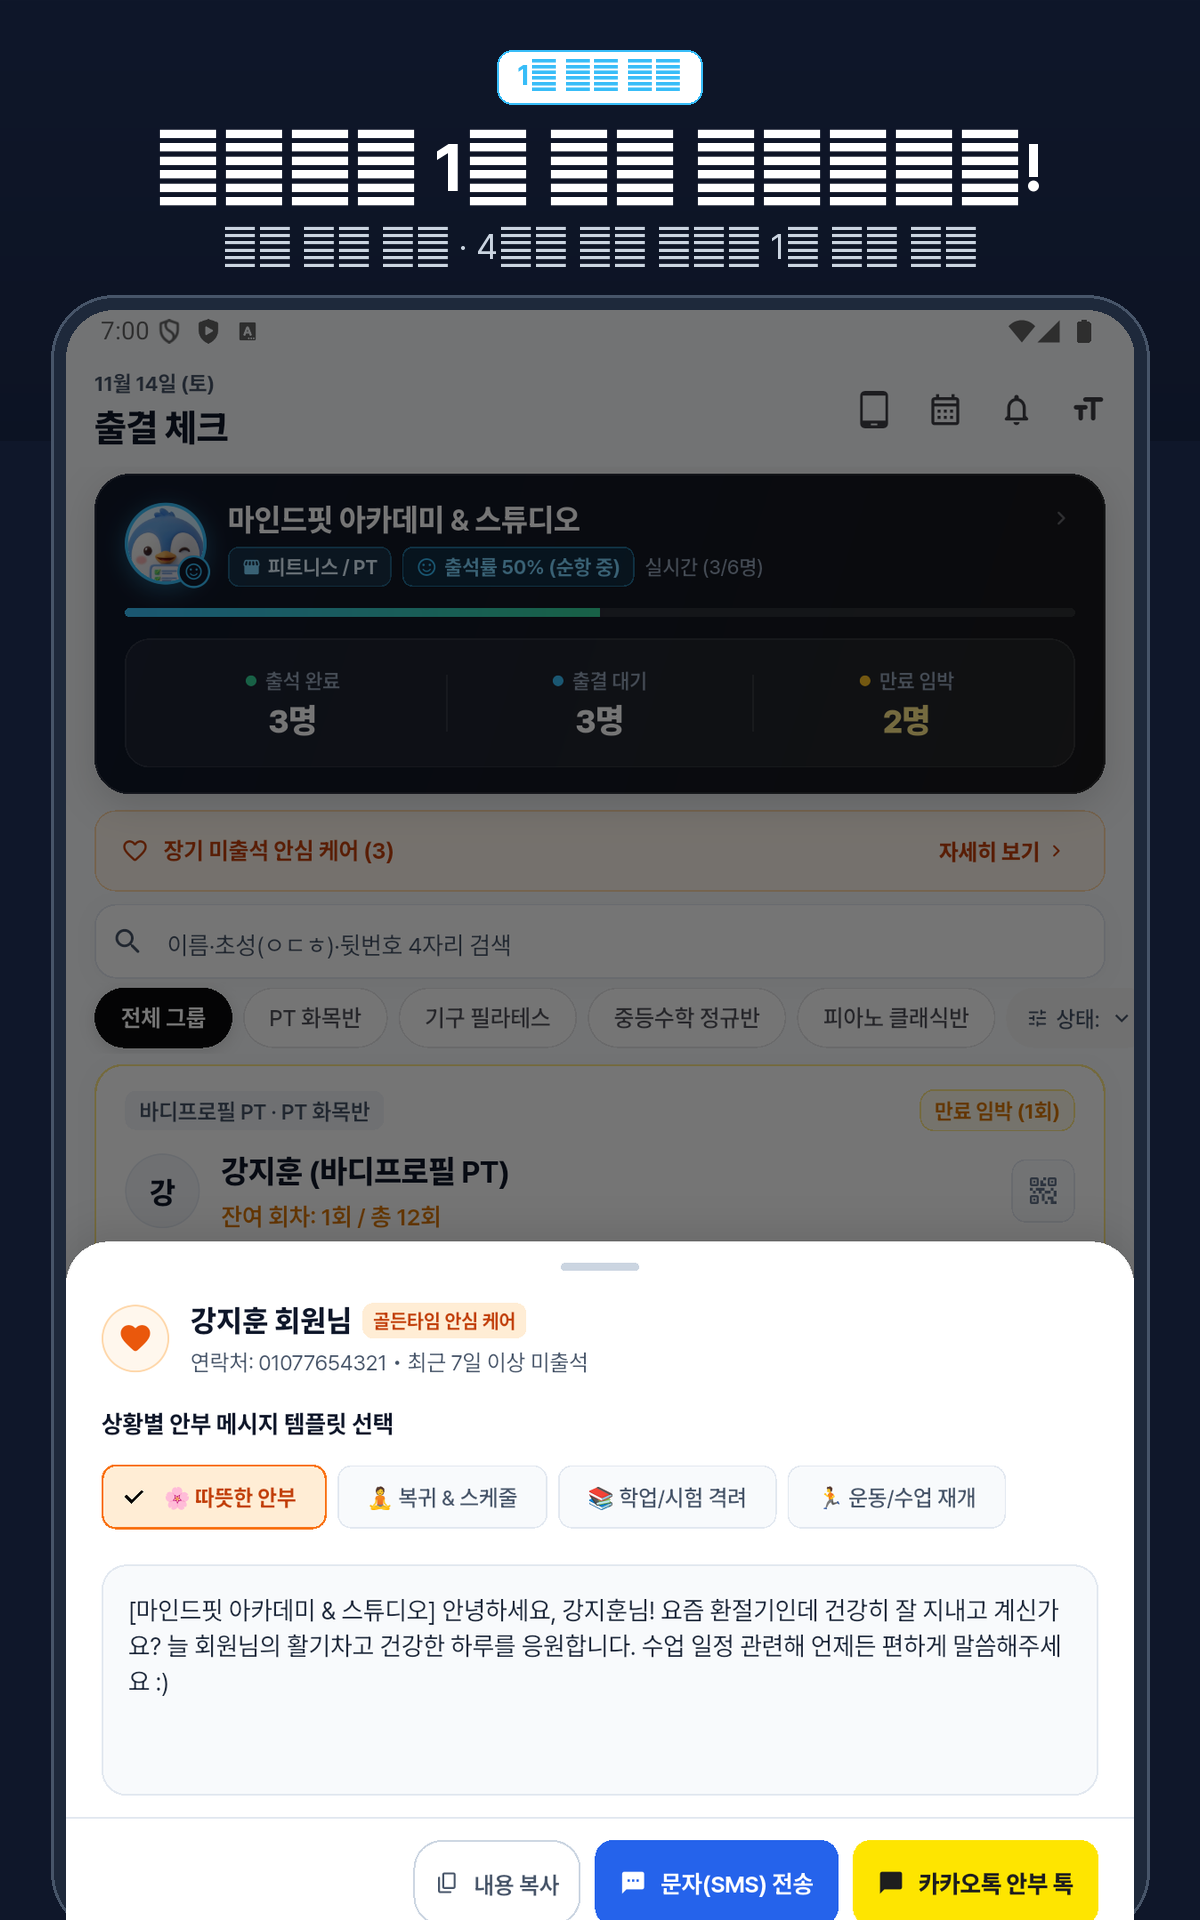 7:00
11월 14일 (토)
출결 체크
마인드핏 아카데미 & 스튜디오
피트니스 / PT
출석률 50% (순항 중)
실시간 (3/6명)
출석 완료
3명
출결 대기
3명
만료 임박
2명
장기 미출석 안심 케어 (3)
자세히 보기
이름·초성(ㅇㄷㅎ)·뒷번호 4자리 검색
전체 그룹
PT 화목반
기구 필라테스
중등수학 정규반
피아노 클래식반
상태:
바디프로필 PT · PT 화목반
만료 임박 (1회)
강
강지훈 (바디프로필 PT)
잔여 회차: 1회 / 총 12회
강지훈 회원님
골든타임 안심 케어
연락처: 01077654321 • 최근 7일 이상 미출석
상황별 안부 메시지 템플릿 선택
🌸 따뜻한 안부
🧘 복귀 & 스케줄
📚 학업/시험 격려
🏃 운동/수업 재개
[마인드핏 아카데미 & 스튜디오] 안녕하세요, 강지훈님! 요즘 환절기인데 건강히 잘 지내고 계신가
요? 늘 회원님의 활기차고 건강한 하루를 응원합니다. 수업 일정 관련해 언제든 편하게 말씀해주세
요 :)
내용 복사
문자(SMS) 전송
카카오톡 안부 톡